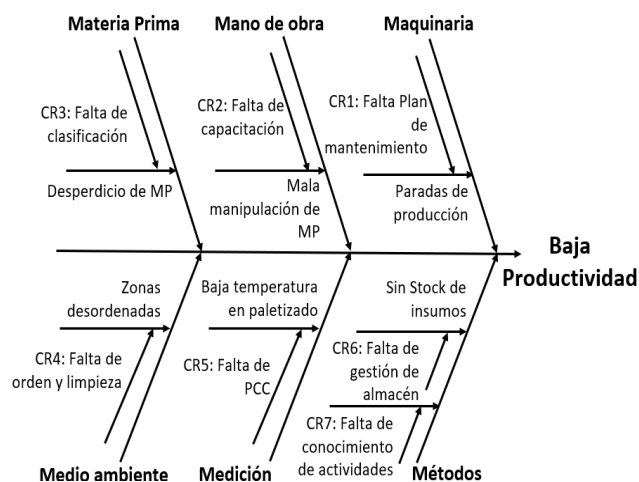 Materia Prima
Mano de obra
Maquinaria
CR3: Falta de
clasificación
Desperdicio de MP
CR2: Falta de
capacitación
Mala
manipulación de
MP
CR1: Falta Plan
de
mantenimiento
Paradas de
producción
Baja
Productividad
Zonas
desordenadas
CR4: Falta de
orden y limpieza
Medio ambiente
Baja temperatura
en paletizado
CR5: Falta de
PCC
Medición
Sin Stock de
insumos
CR6: Falta de
gestión de
almacén
CR7: Falta de
conocimiento
de actividades
Métodos